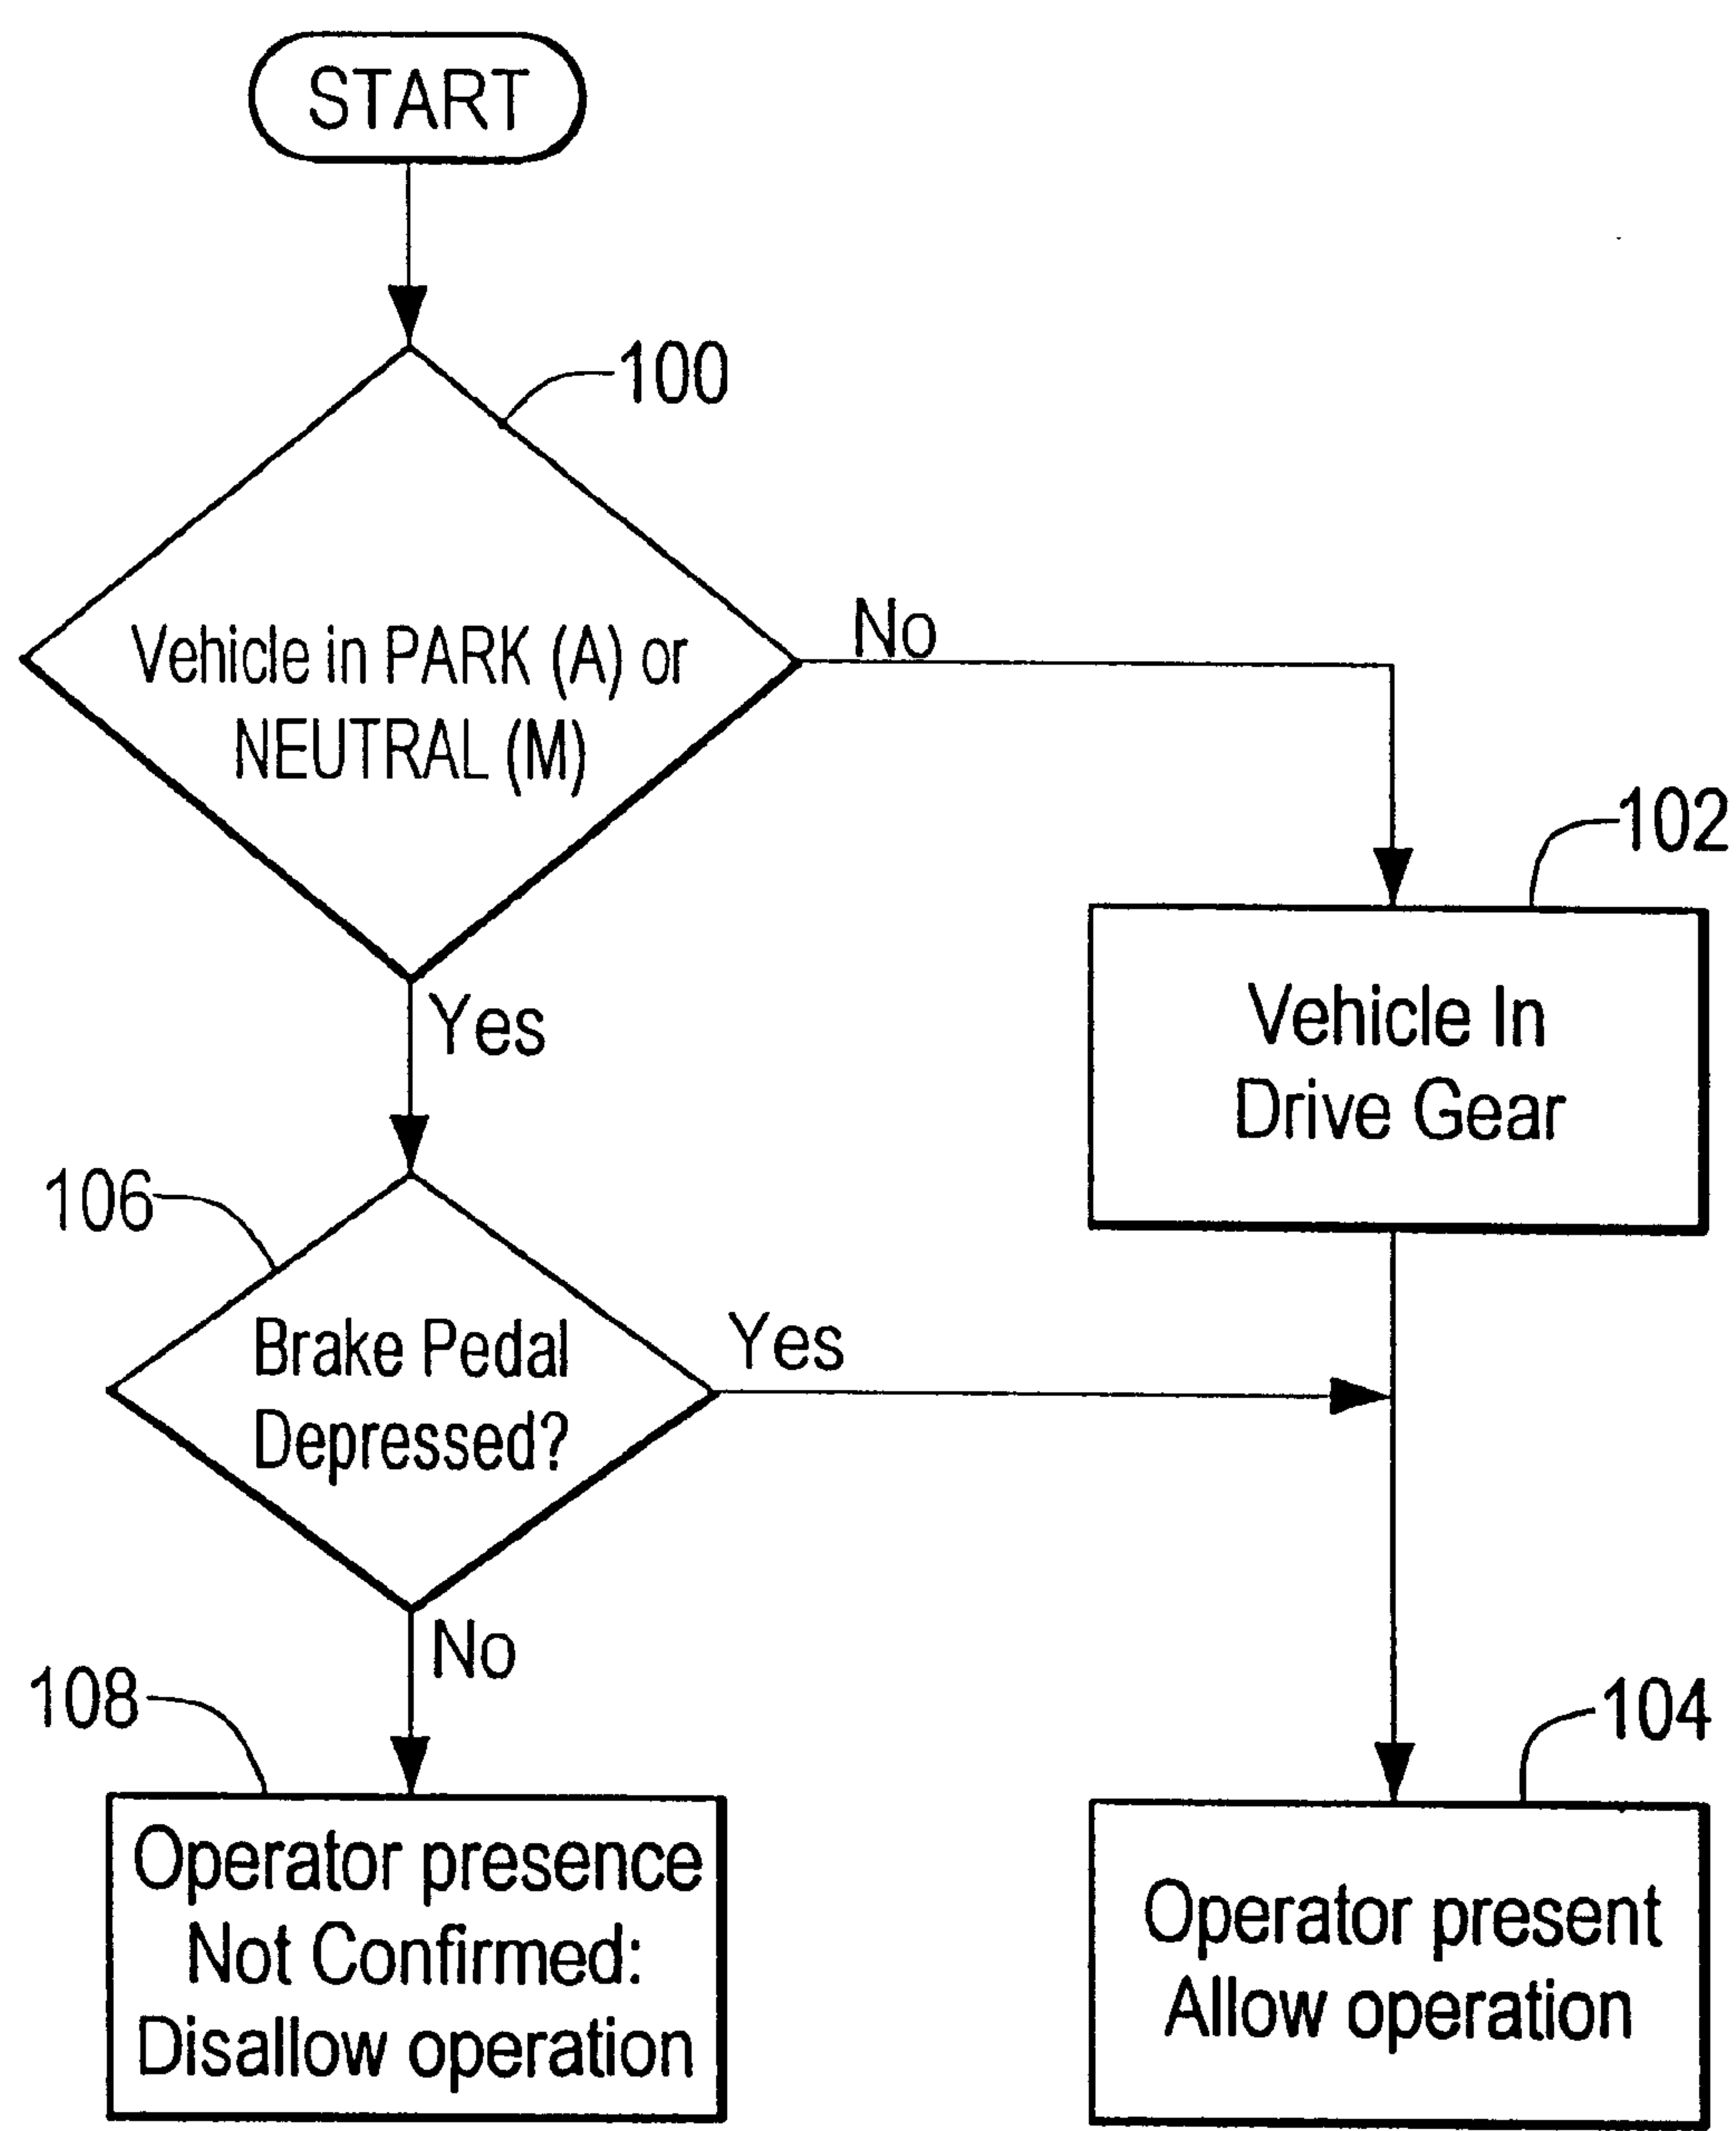 START
100
Vehicle in PARK (A) or
NEUTRAL (M)
No
102
Vehicle In
Drive Gear
Yes
106
Brake Pedal
Depressed?
Yes
No
108
Operator presence
Not Confirmed:
Disallow operation
104
Operator present
Allow operation